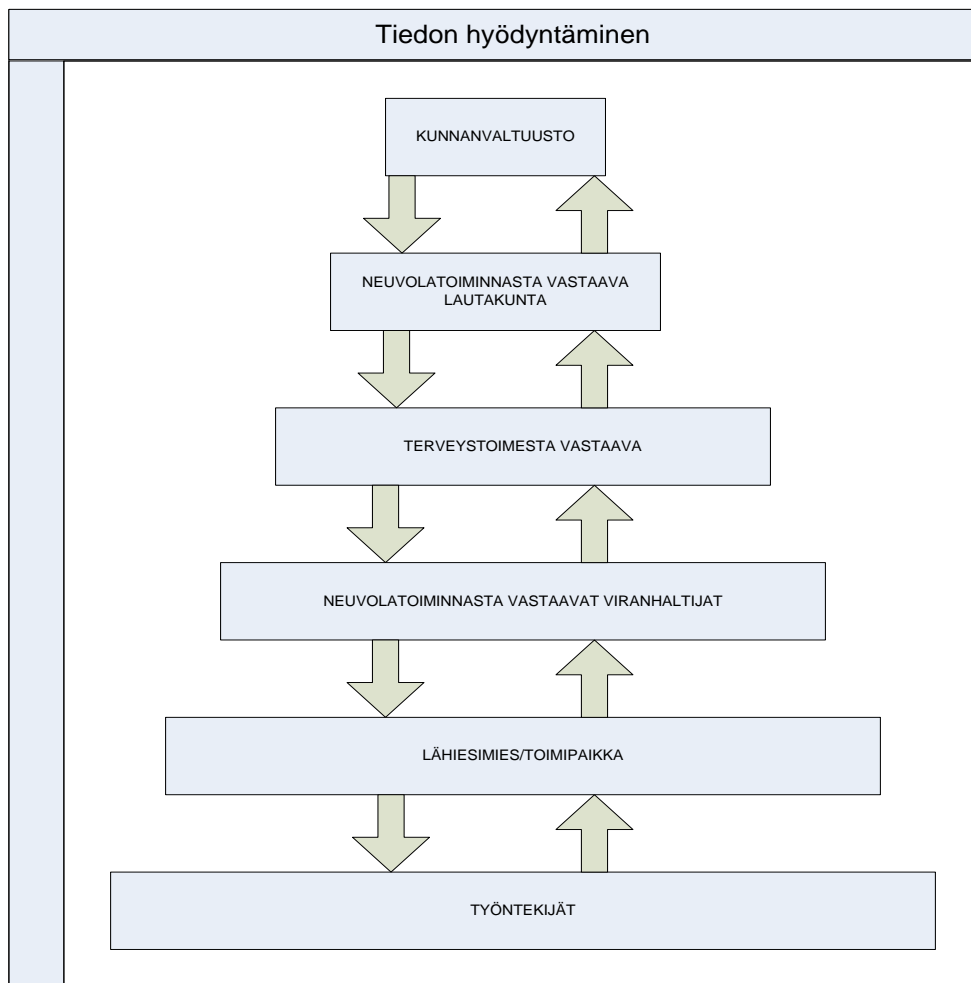 Tiedon hyödyntäminen
KUNNANVALTUUSTO
NEUVOLATOIMINNASTA VASTAAVA
LAUTAKUNTA
TERVEYSTOIMESTA VASTAAVA
NEUVOLATOIMINNASTA VASTAAVAT VIRANHALTIJAT
LÄHIESIMIES/TOIMIPAIKKA
TYÖNTEKIJÄT